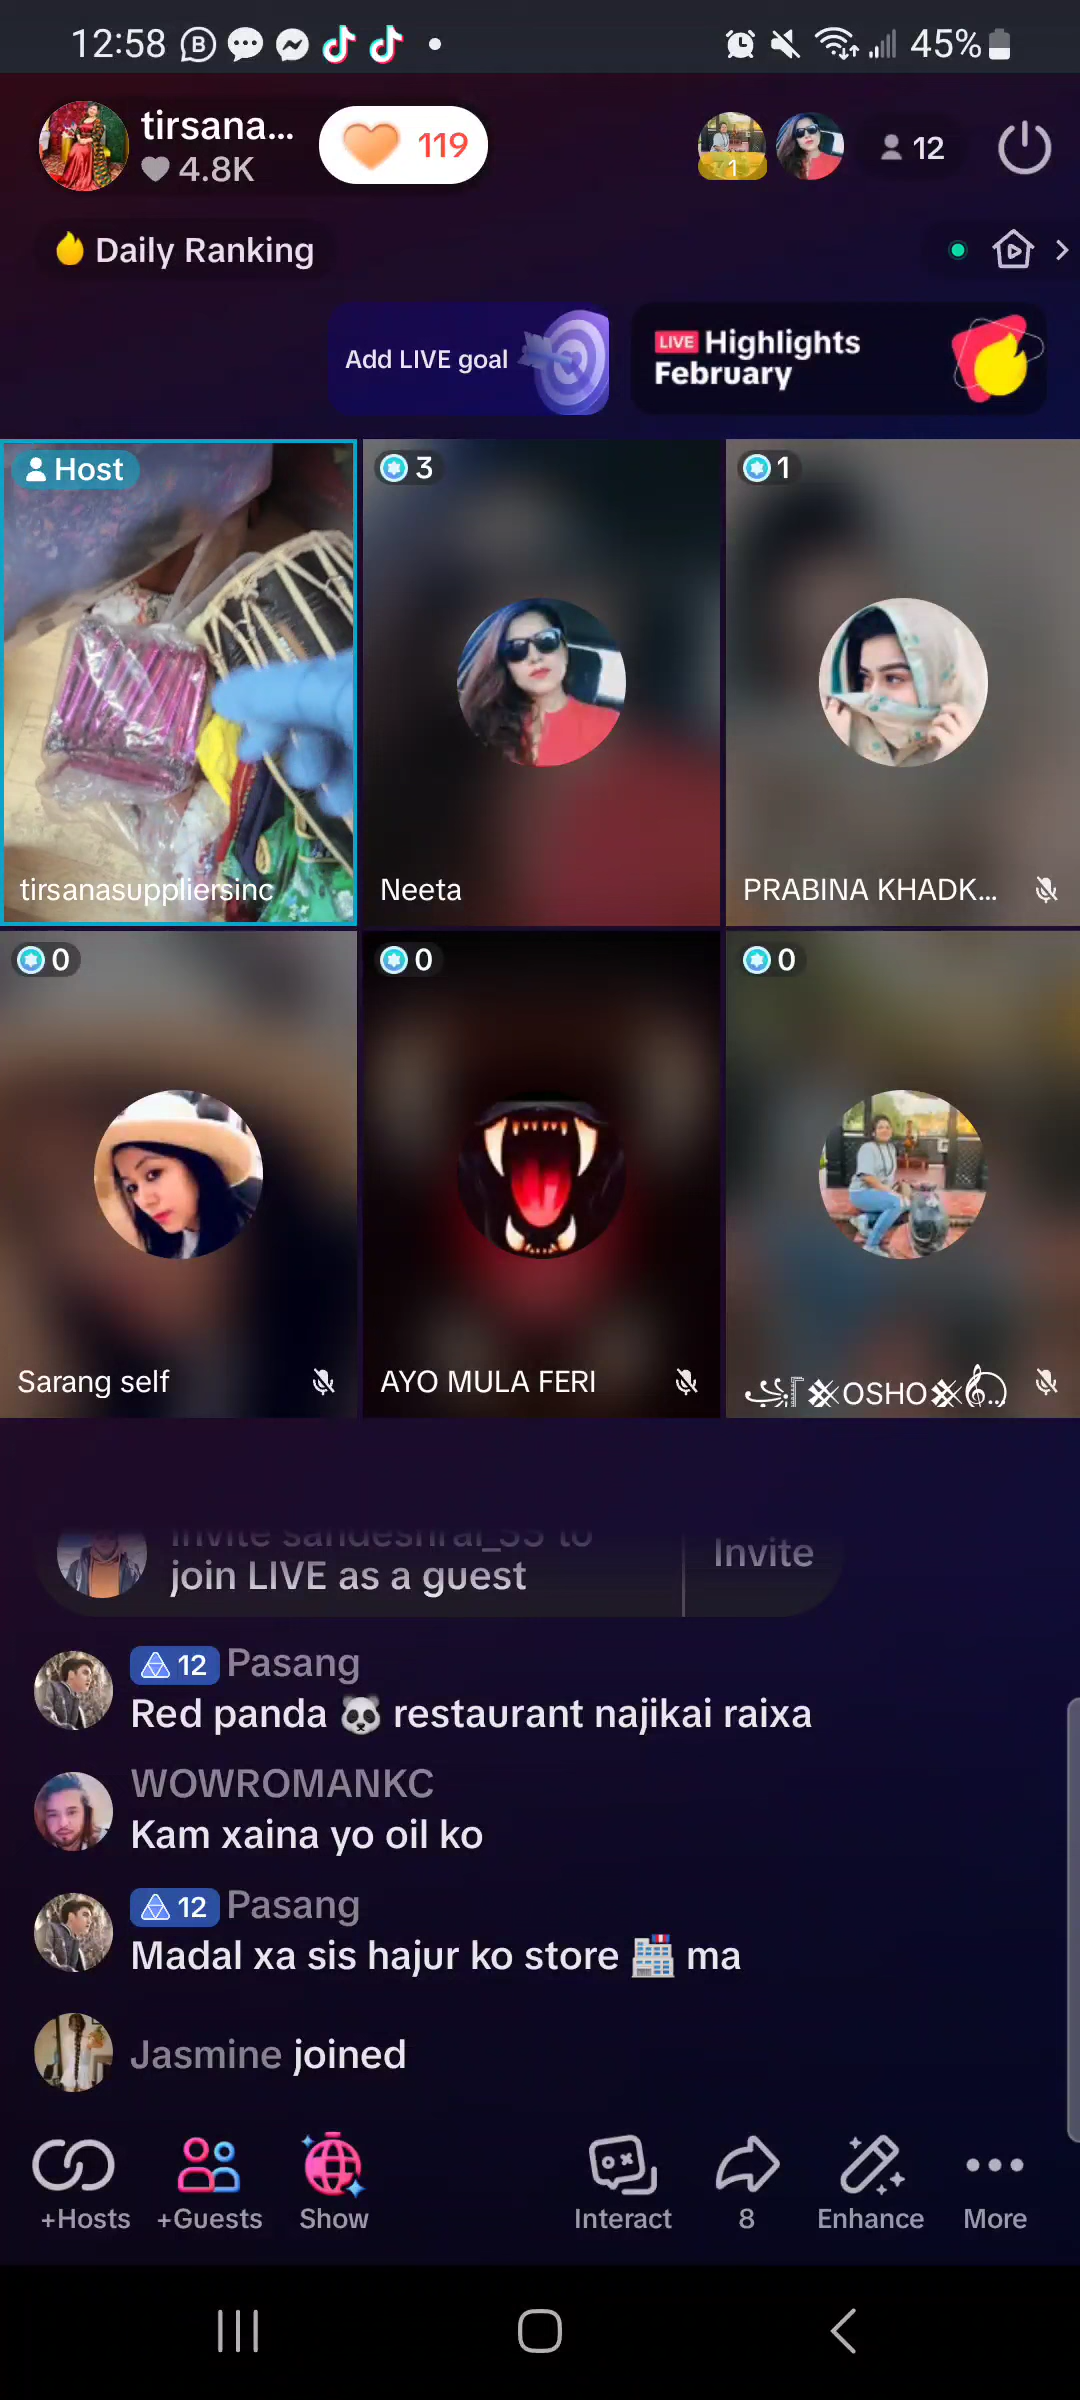 12:58
45%
tirsana...
4.8K
119
1
12
Daily Ranking
Add LIVE goal
LIVE Highlights
February
Host
3
1
tirsanasuppliersinc
Neeta
PRABINA KHADK...
0
0
0
Sarang self
AYO MULA FERI
OSHO
Invite sandeshrai_55 to
join LIVE as a guest
Invite
12 Pasang
Red panda 🐼 restaurant najikai raixa
WOWROMANKC
Kam xaina yo oil ko
12 Pasang
Madal xa sis hajur ko store 🏪 ma
Jasmine joined
+Hosts
+Guests
Show
Interact
8
Enhance
More